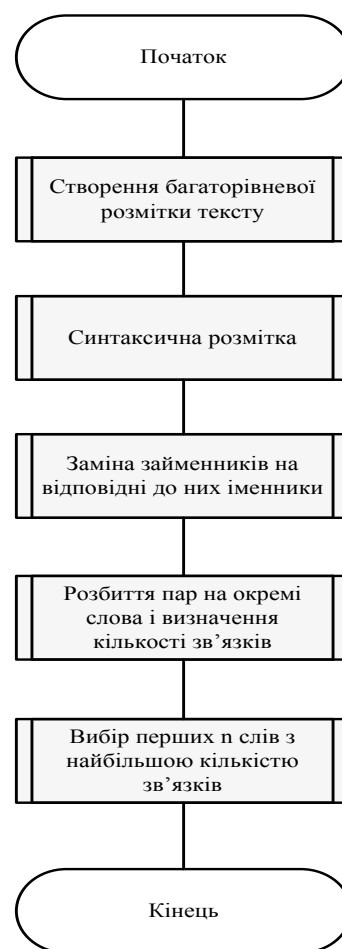 Початок
Створення багаторівневої
розмітки тексту
Синтаксична розмітка
Заміна займенників на
відповідні до них іменники
Розбиття пар на окремі
слова і визначення
кількості зв’язків
Вибір перших n слів з
найбільшою кількістю
зв’язків
Кінець